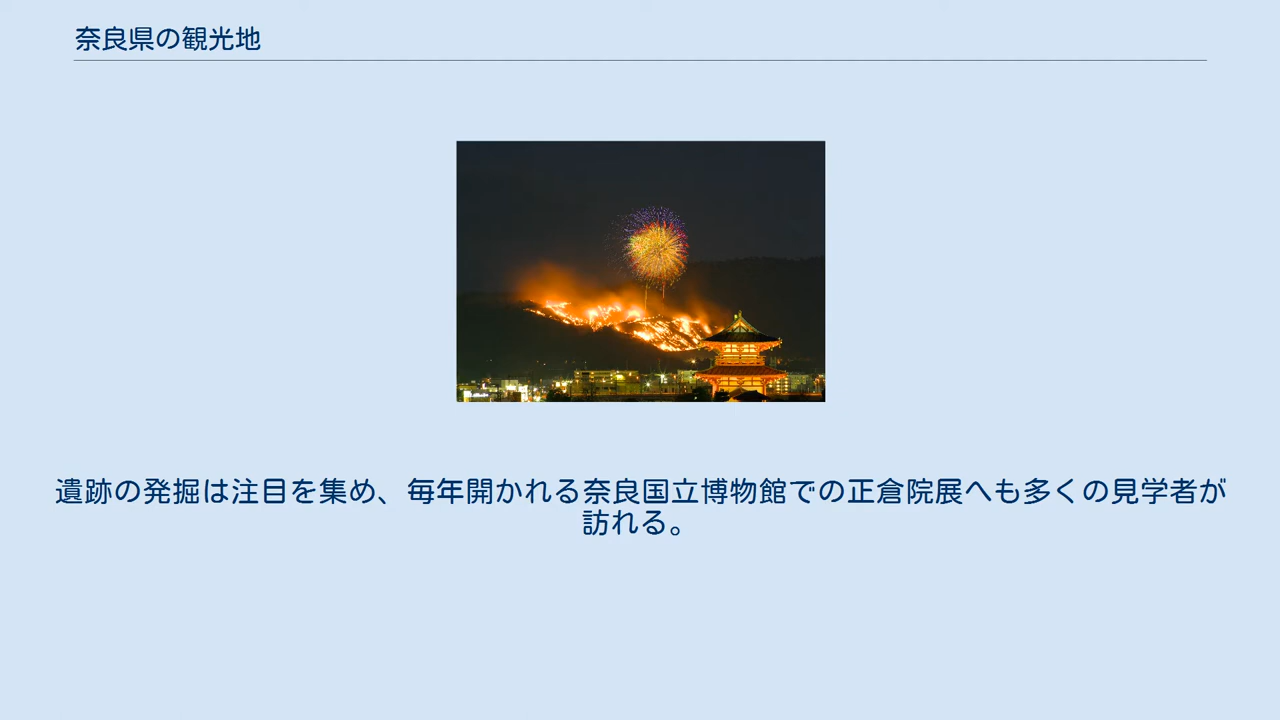 奈良県の観光地
遺跡の発掘は注目を集め、毎年開かれる奈良国立博物館での正倉院展へも多くの見学者が
訪れる。